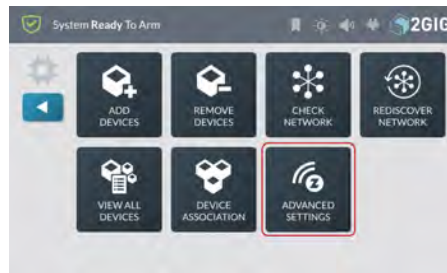 System Ready To Arm
2GIG
ADD
DEVICES
REMOVE
DEVICES
CHECK
NETWORK
REDISCOVER
NETWORK
VIEW ALL
DEVICES
DEVICE
ASSOCIATION
ADVANCED
SETTINGS